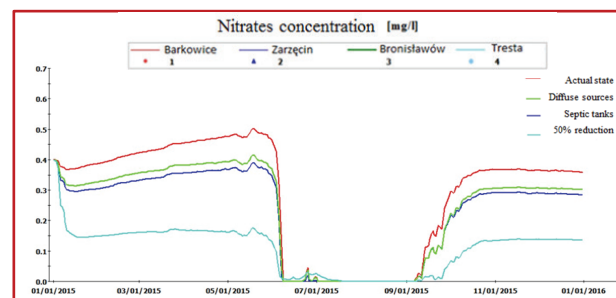 Nitrates concentration [mg/l]
Barkowice Zarzęcin Bronisławów Tresta
1 2 3 4
0.7
0.6
0.5
0.4
0.3
0.2
0.1
0.0
Actual state
Diffuse sources
Septic tanks
50% reduction
01/01/2015 03/01/2015 05/01/2015 07/01/2015 09/01/2015 11/01/2015 01/01/2016